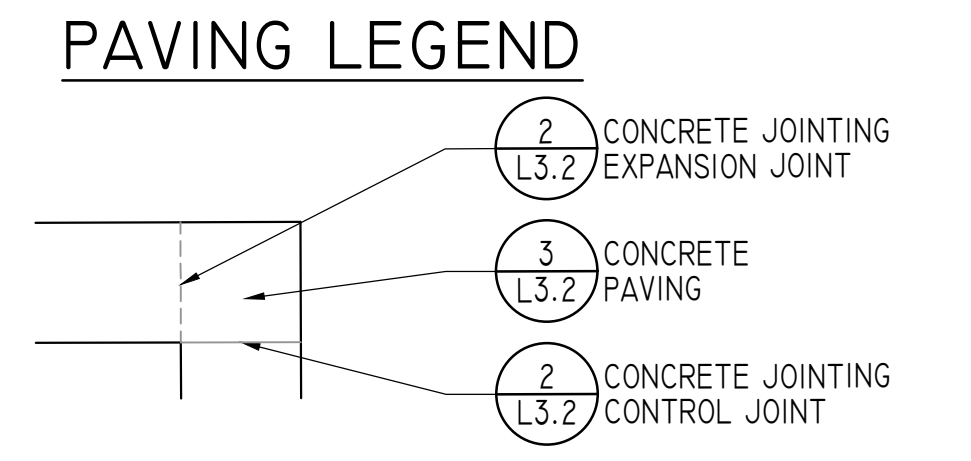 PAVING LEGEND
2
L3.2
CONCRETE JOINTING
EXPANSION JOINT
3
L3.2
CONCRETE
PAVING
2
L3.2
CONCRETE JOINTING
CONTROL JOINT